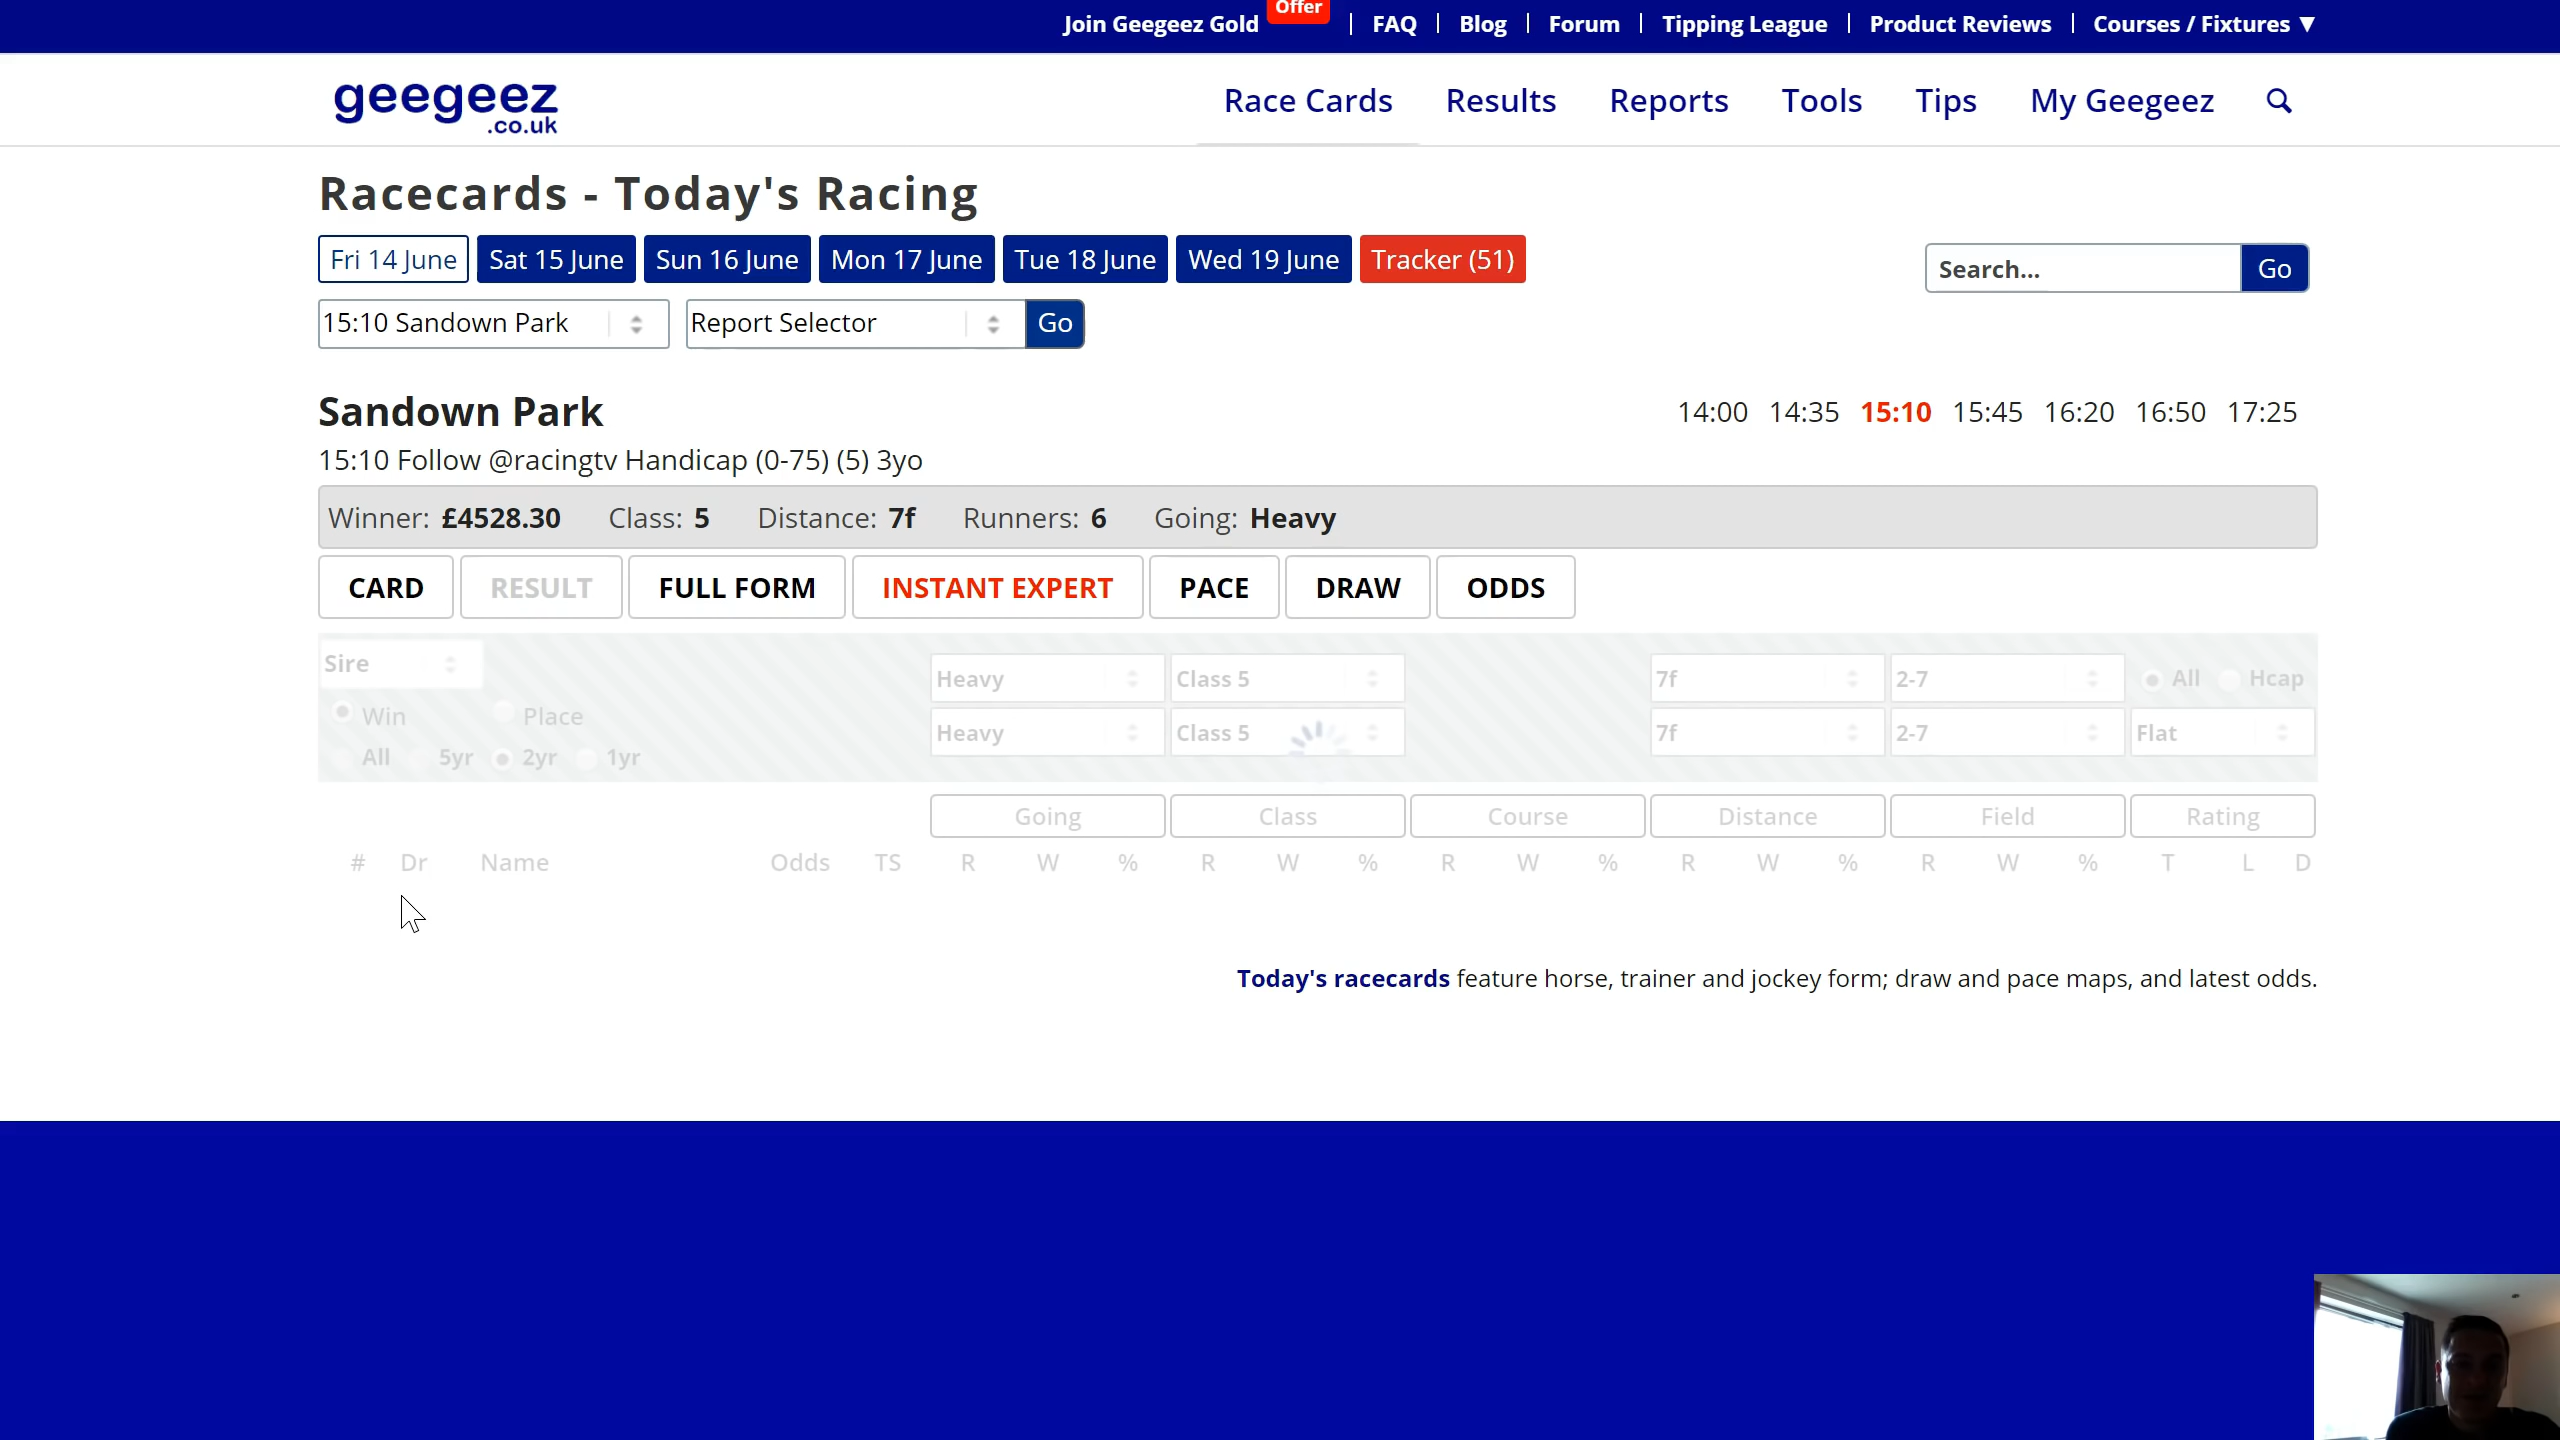 Offer
Join Geegeez Gold | FAQ | Blog | Forum | Tipping League | Product Reviews | Courses / Fixtures ▼
geegeez
.co.uk
Race Cards Results Reports Tools Tips My Geegeez
Racecards - Today's Racing
Fri 14 June Sat 15 June Sun 16 June Mon 17 June Tue 18 June Wed 19 June Tracker (51)
Search... Go
15:10 Sandown Park Report Selector Go
Sandown Park 14:00 14:35 15:10 15:45 16:20 16:50 17:25
15:10 Follow @racingtv Handicap (0-75) (5) 3yo
Winner: £4528.30 Class: 5 Distance: 7f Runners: 6 Going: Heavy
CARD RESULT FULL FORM INSTANT EXPERT PACE DRAW ODDS
Sire Heavy Class 5 7f 2-7 All Hcap
Win Place
Heavy Class 5 7f 2-7 Flat
All 5yr 2yr 1yr
Going Class Course Distance Field Rating
# Dr Name Odds TS R W % R W % R W % R W % R W % T L D
Today's racecards feature horse, trainer and jockey form; draw and pace maps, and latest odds.